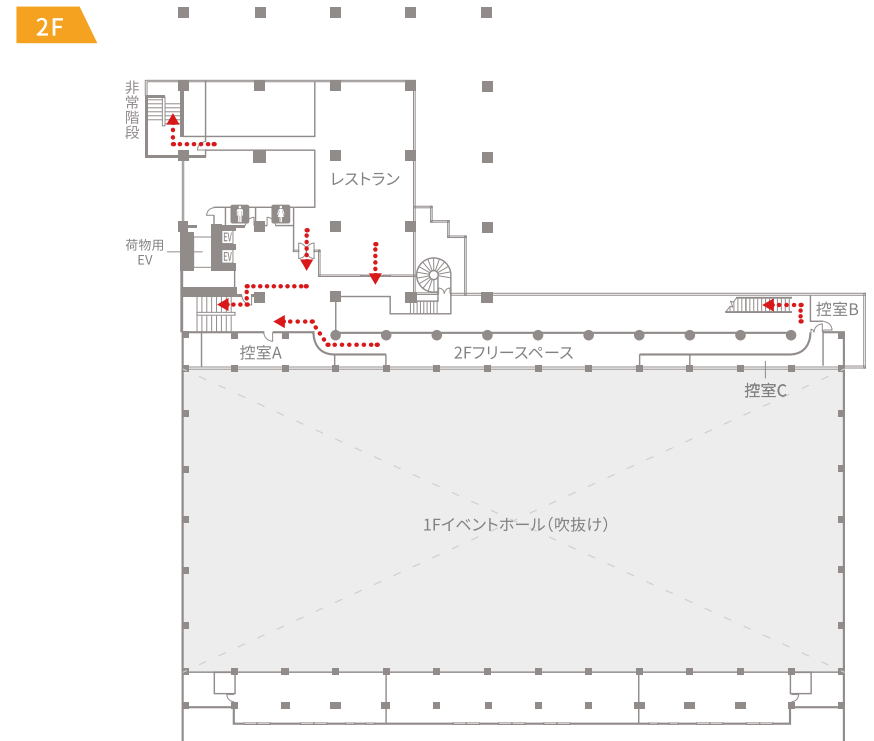 2F
非常階段
レストラン
荷物用
EV
EV
EV
控室A
2Fフリースペース
控室B
控室C
1Fイベントホール（吹抜け）